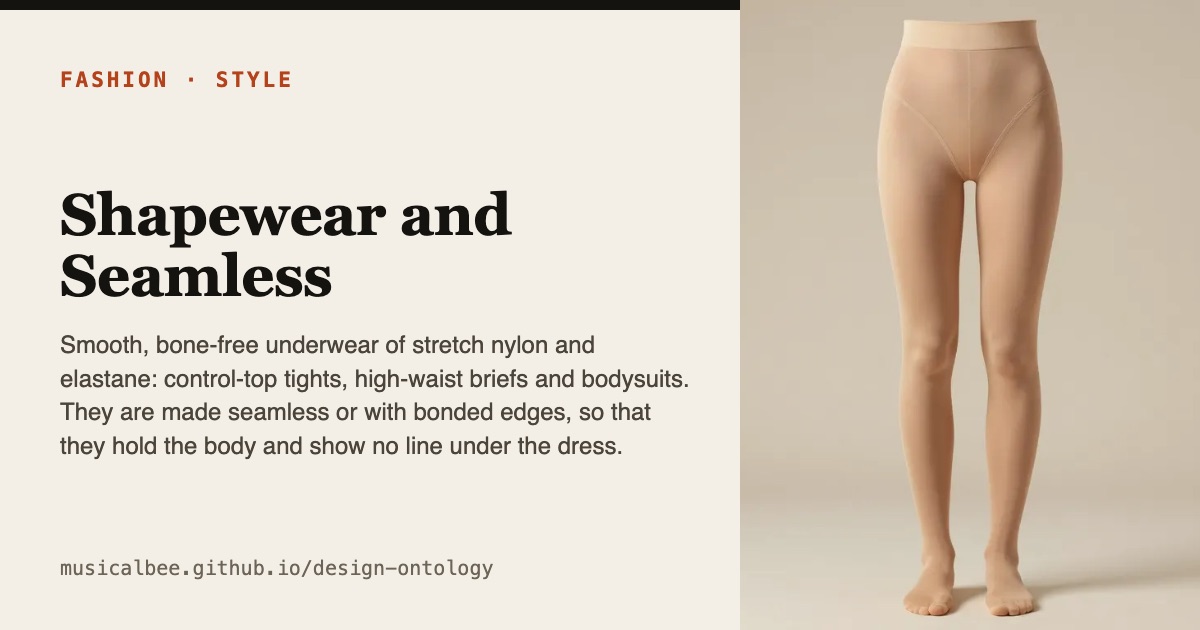 FASHION · STYLE
Shapewear and
Seamless
Smooth, bone-free underwear of stretch nylon and
elastane: control-top tights, high-waist briefs and bodysuits.
They are made seamless or with bonded edges, so that
they hold the body and show no line under the dress.
musicalbee.github.io/design-ontology